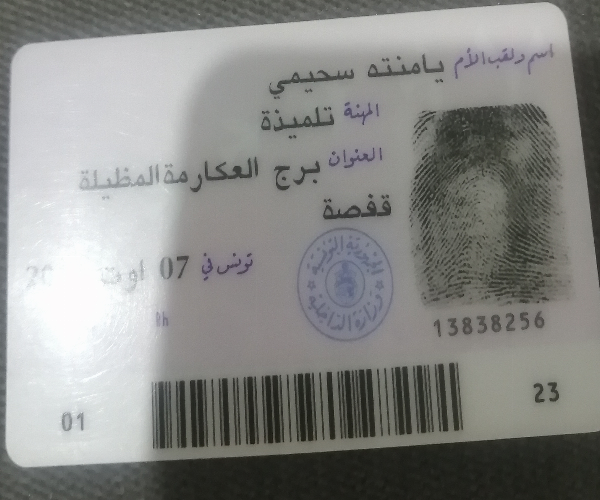 اسم ولقب الأم يامنته سحيمي
المهنة تلميذة
العنوان برج العكارمة المظيلة
قفصة
تونس في 07 اوت 20
الجمهورية التونسية
وزارة الداخلية
13838256
01
23